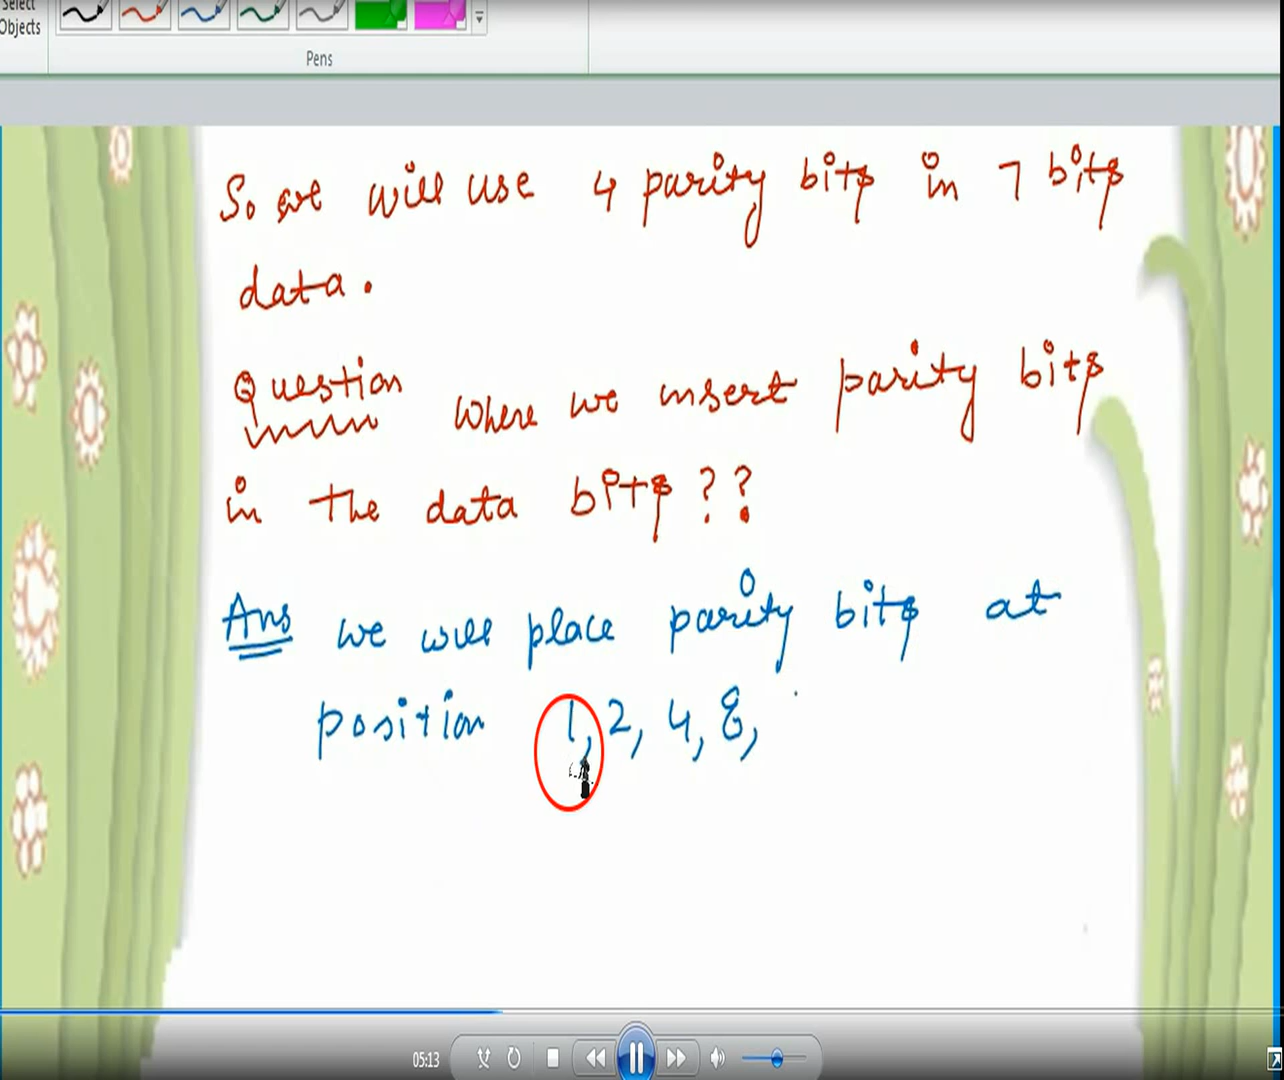 Select
Objects
Pens
So we will use 4 parity bits in 7 bits
data.
Question where we insert parity bits
in the data bits??
Ans we will place parity bits at
position 1, 2, 4, 8,
05:13